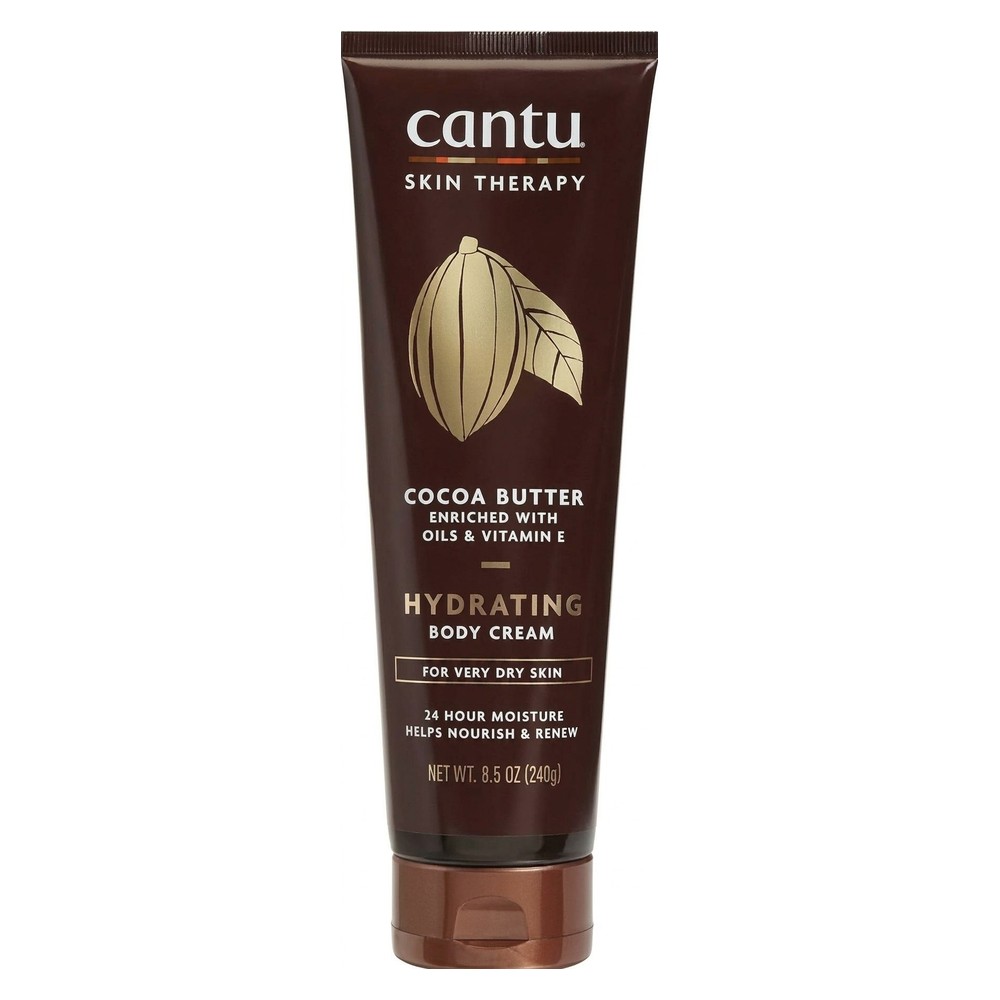 cantu®
SKIN THERAPY
COCOA BUTTER
ENRICHED WITH
OILS & VITAMIN E
HYDRATING
BODY CREAM
FOR VERY DRY SKIN
24 HOUR MOISTURE
HELPS NOURISH & RENEW
NET WT. 8.5 OZ (240g)